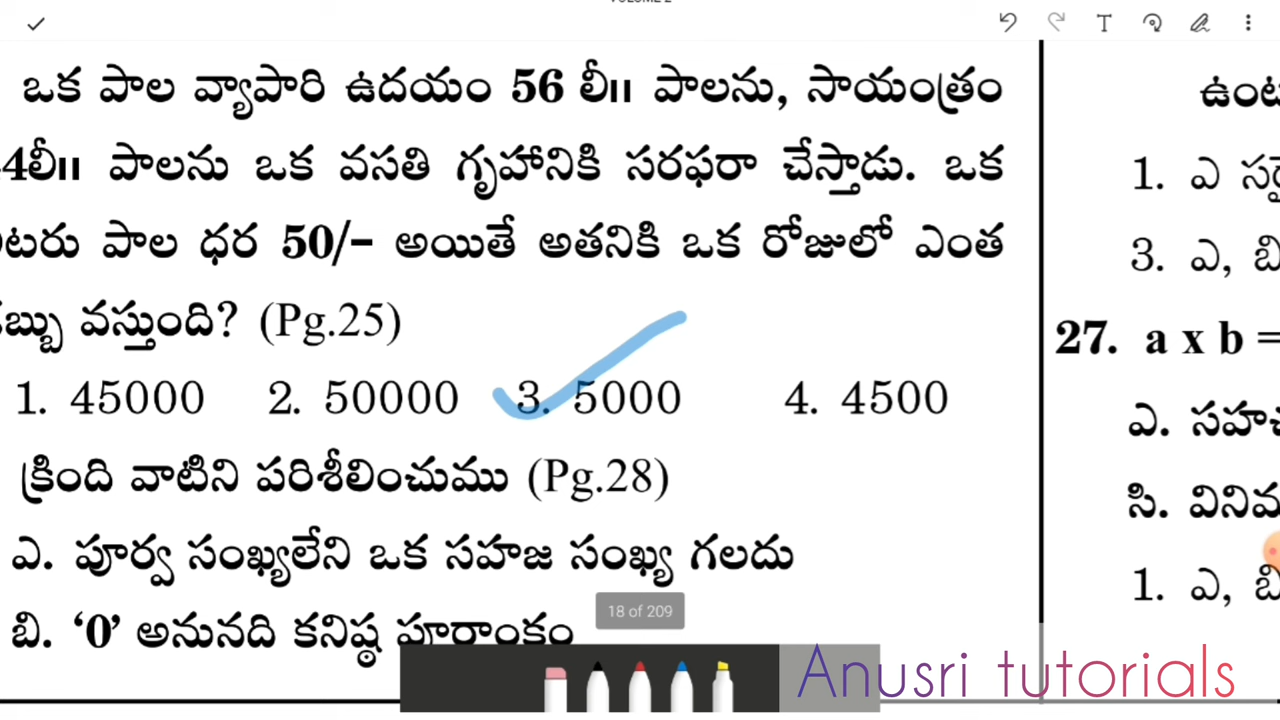 ఒక పాల వ్యాపారి ఉదయం 56 లీ॥ పాలను, సాయంత్రం
4లీ॥ పాలను ఒక వసతి గృహానికి సరఫరా చేస్తాడు. ఒక
టరు పాల ధర 50/- అయితే అతనికి ఒక రోజులో ఎంత
బ్బు వస్తుంది? (Pg.25)
1. 45000 2. 50000 3. 5000 4. 4500
క్రింది వాటిని పరిశీలించుము (Pg.28)
ఎ. పూర్వ సంఖ్యలేని ఒక సహజ సంఖ్య గలదు
బి. ‘0’ అనునది కనిష్ఠ పూర్ణాంకం
18 of 209
ఉంట
1. ఎ సరై
3. ఎ, బి
27. a x b =
ఎ. సహచ
సి. వినిమ
1. ఎ, బి
Anusri tutorials